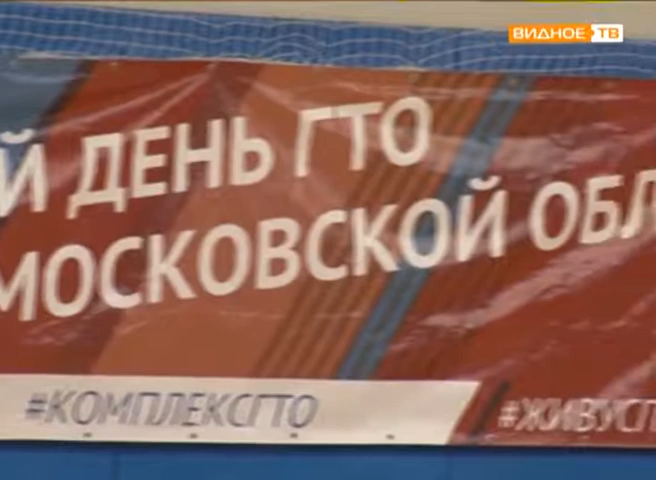 ВИДНОЕ ТВ
Й ДЕНЬ ГТО
МОСКОВСКОЙ ОБЛ
#КОМПЛЕКСГТО
#ЖИВУСП